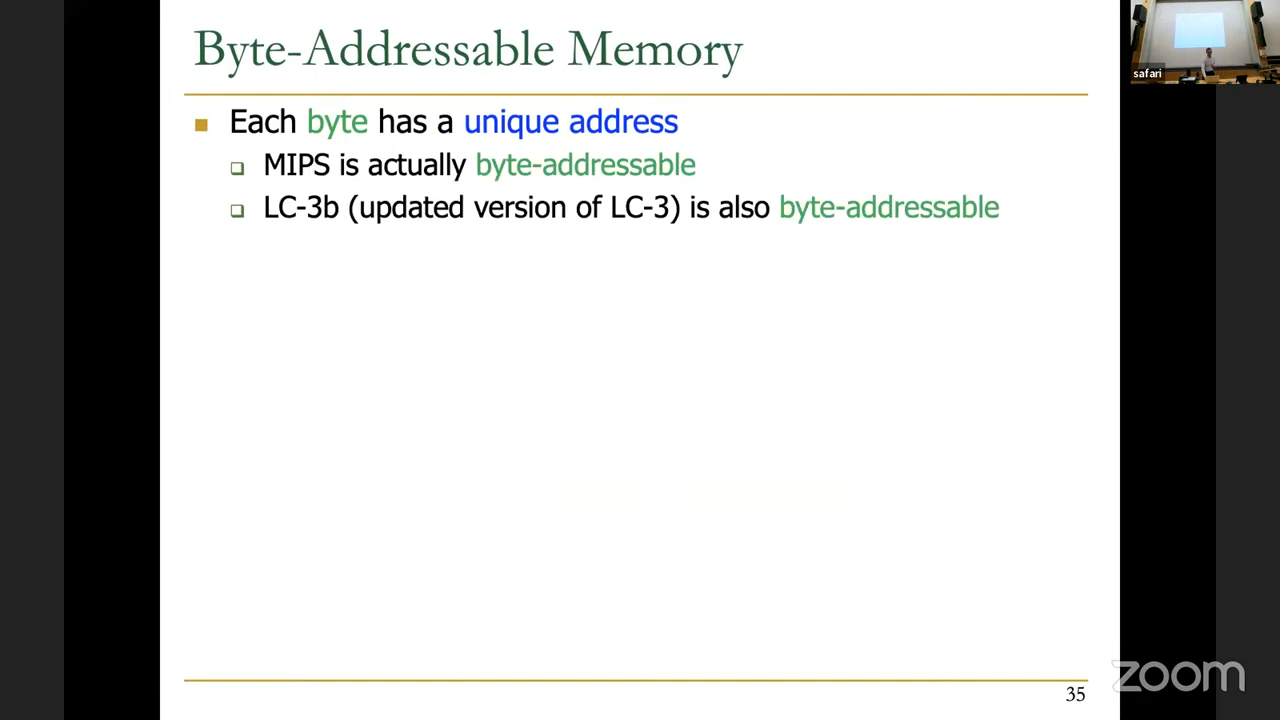 Byte-Addressable Memory
Each byte has a unique address
MIPS is actually byte-addressable
LC-3b (updated version of LC-3) is also byte-addressable
35
safari
zoom